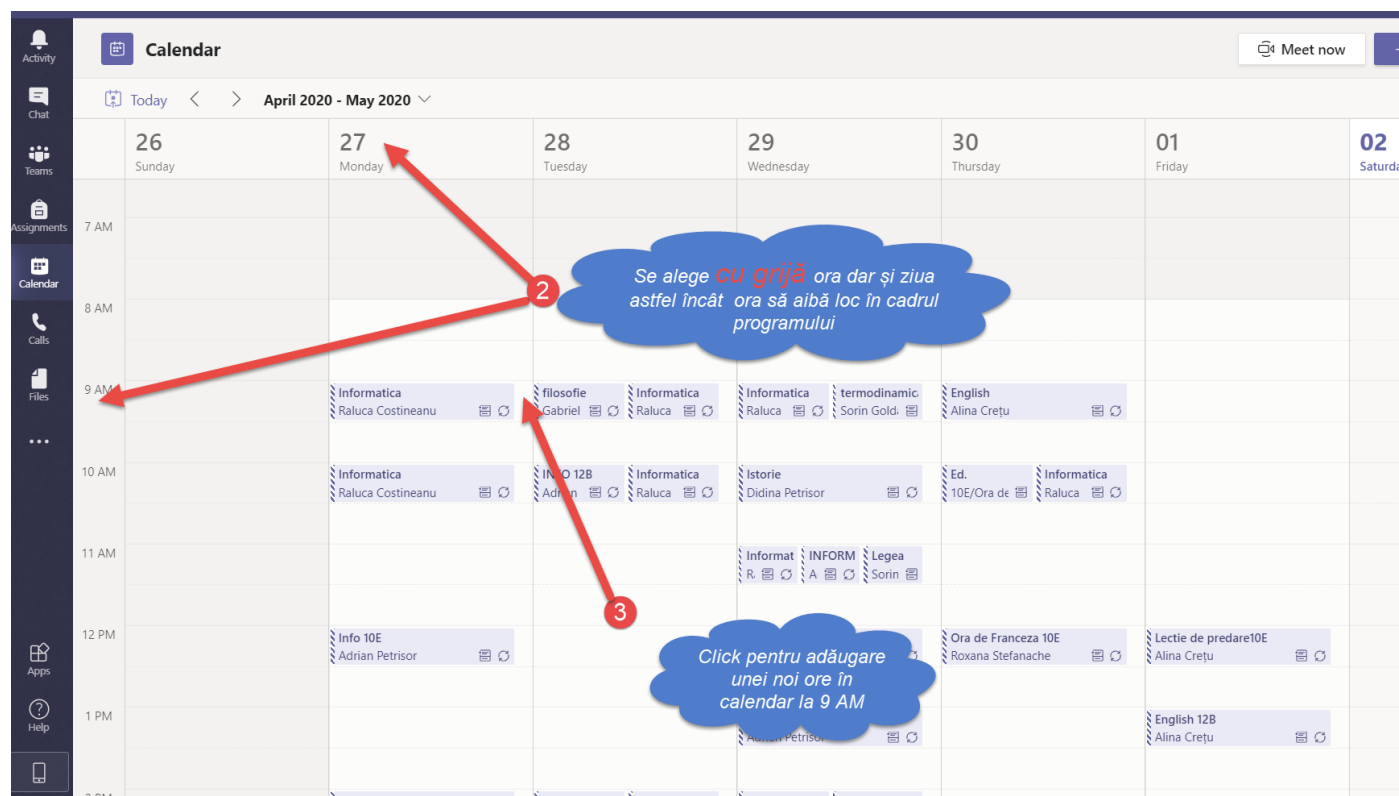 Activity
Chat
Teams
Assignments
Calendar
Calls
Files
Apps
Help
Calendar
Meet now
Today
April 2020 - May 2020
26
Sunday
27
Monday
28
Tuesday
29
Wednesday
30
Thursday
01
Friday
02
Saturda
7 AM
8 AM
9 AM
10 AM
11 AM
12 PM
1 PM
2
Se alege cu grijă ora dar și ziua
astfel încât ora să aibă loc în cadrul
programului
Informatica
Raluca Costineanu
filosofie
Gabriel
Informatica
Raluca
Informatica
Raluca
termodinamic
Sorin Gold
English
Alina Crețu
Informatica
Raluca Costineanu
INFO 12B
Adrian
Informatica
Raluca
Istorie
Didina Petrisor
Ed.
10E/Ora de
Informatica
Raluca
Informat
R
INFORM
A
Legea
Sorin
3
Click pentru adăugare
unei noi ore în
calendar la 9 AM
Info 10E
Adrian Petrisor
Ora de Franceza 10E
Roxana Stefanache
Lectie de predare10E
Alina Crețu
Adrian Petrisor
English 12B
Alina Crețu